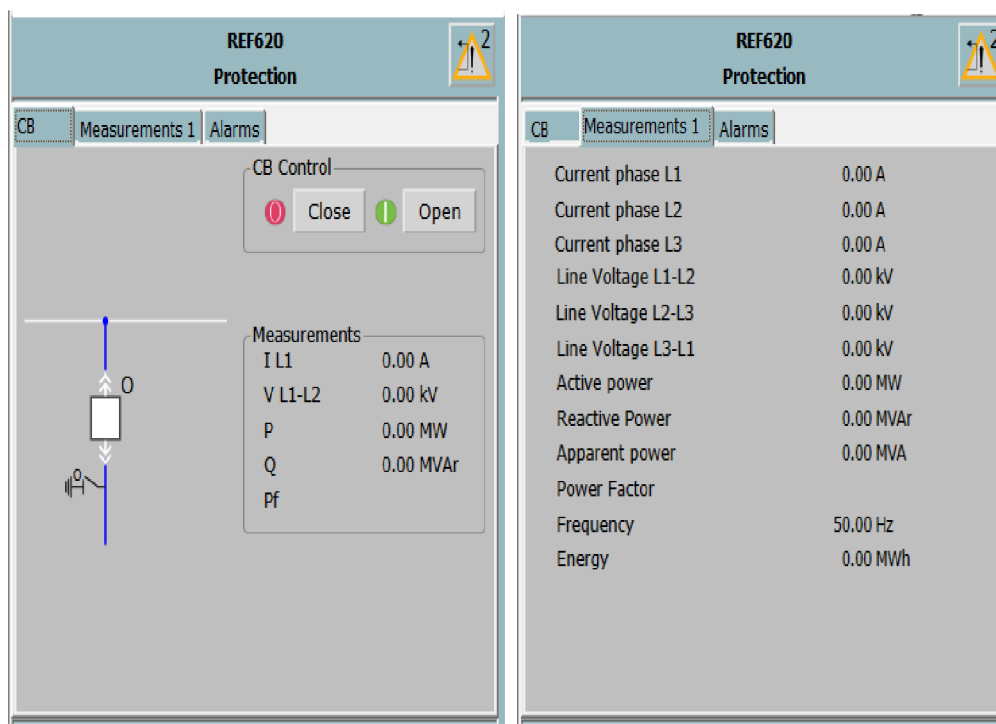 REF620
Protection
2
CB
Measurements 1
Alarms
CB Control
0 Close I Open
O
O
Measurements
I L1 0.00 A
V L1-L2 0.00 kV
P 0.00 MW
Q 0.00 MVAr
Pf
REF620
Protection
2
CB
Measurements 1
Alarms
Current phase L1 0.00 A
Current phase L2 0.00 A
Current phase L3 0.00 A
Line Voltage L1-L2 0.00 kV
Line Voltage L2-L3 0.00 kV
Line Voltage L3-L1 0.00 kV
Active power 0.00 MW
Reactive Power 0.00 MVAr
Apparent power 0.00 MVA
Power Factor
Frequency 50.00 Hz
Energy 0.00 MWh